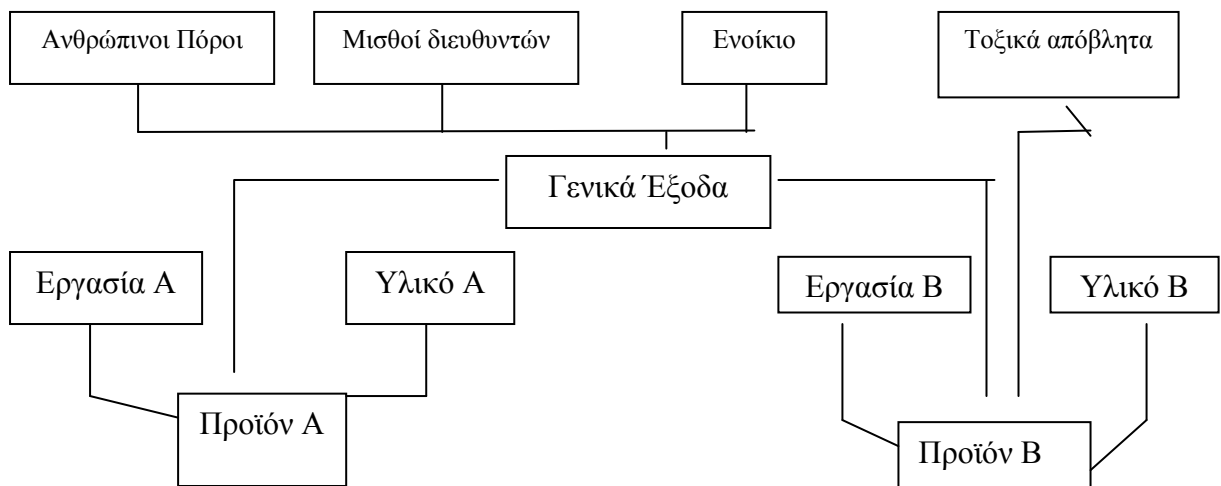 Ανθρώπινοι Πόροι
Μισθοί διευθυντών
Ενοίκιο
Τοξικά απόβλητα
Γενικά Έξοδα
Εργασία Α
Υλικό Α
Εργασία Β
Υλικό Β
Προϊόν Α
Προϊόν Β